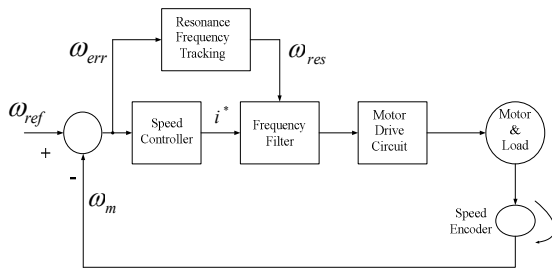 Resonance
Frequency
Tracking
ω_err
ω_res
ω_ref
+
-
Speed
Controller
i*
Frequency
Filter
Motor
Drive
Circuit
Motor
&
Load
ω_m
Speed
Encoder